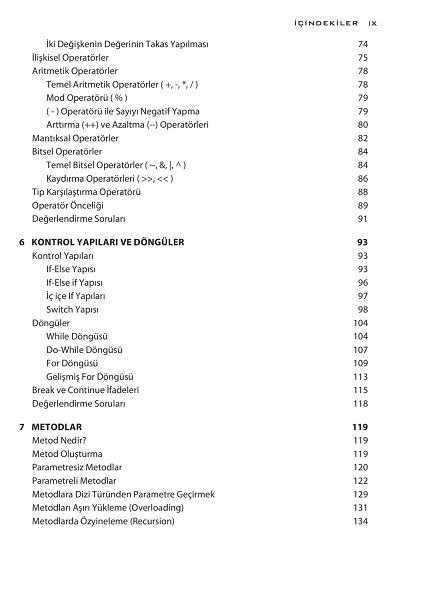 İÇİNDEKİLER IX
İki Değişkenin Değerinin Takas Yapılması 74
İlişkisel Operatörler 75
Aritmetik Operatörler 78
Temel Aritmetik Operatörler ( +, -, *, / ) 78
Mod Operatörü ( % ) 79
( - ) Operatörü ile Sayıyı Negatif Yapma 79
Arttırma (++) ve Azaltma (--) Operatörleri 80
Mantıksal Operatörler 82
Bitsel Operatörler 84
Temel Bitsel Operatörler ( ~, &, |, ^ ) 84
Kaydırma Operatörleri ( >>, << ) 86
Tip Karşılaştırma Operatörü 88
Operatör Önceliği 89
Değerlendirme Soruları 91
6 KONTROL YAPILARI VE DÖNGÜLER 93
Kontrol Yapıları 93
If-Else Yapısı 93
If-Else if Yapısı 96
İç içe If Yapıları 97
Switch Yapısı 98
Döngüler 104
While Döngüsü 104
Do-While Döngüsü 107
For Döngüsü 109
Gelişmiş For Döngüsü 113
Break ve Continue İfadeleri 115
Değerlendirme Soruları 118
7 METODLAR 119
Metod Nedir? 119
Metod Oluşturma 119
Parametresiz Metodlar 120
Parametreli Metodlar 122
Metodlara Dizi Türünden Parametre Geçirmek 129
Metodları Aşırı Yükleme (Overloading) 131
Metodlarda Özyineleme (Recursion) 134